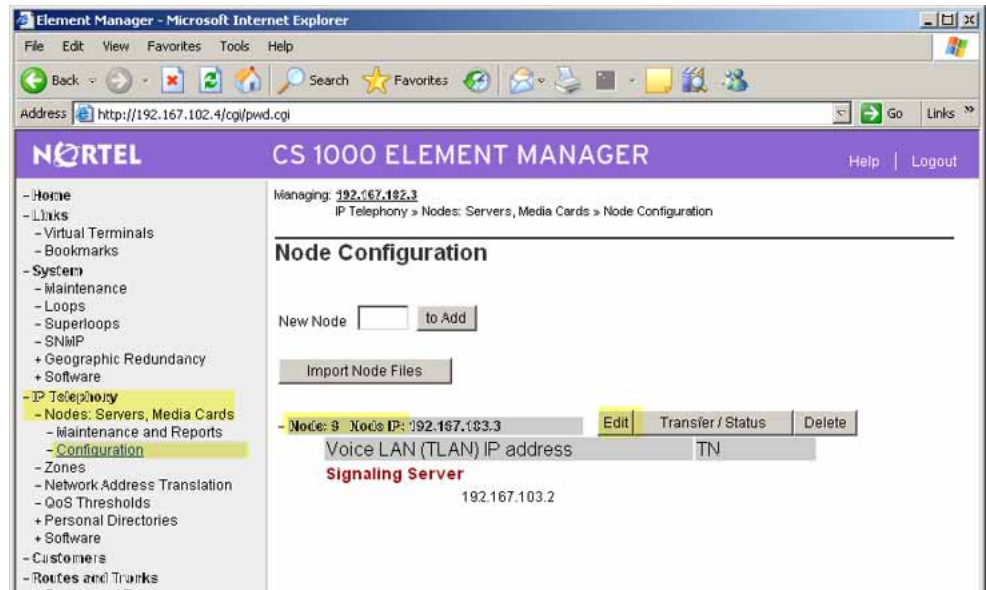 Element Manager - Microsoft Internet Explorer
File Edit View Favorites Tools Help
Back Search Favorites
Address http://192.167.102.4/cgi/pwd.cgi Go Links »
NORTEL CS 1000 ELEMENT MANAGER Help | Logout
Managing: 192.167.102.3
IP Telephony » Nodes: Servers, Media Cards » Node Configuration
Node Configuration
New Node to Add
Import Node Files
- Node: 9 Node IP: 192.167.103.3 Edit Transfer / Status Delete
Voice LAN (TLAN) IP address TN
Signaling Server
192.167.103.2
- Home
- Links
- Virtual Terminals
- Bookmarks
- System
- Maintenance
- Loops
- Superloops
- SNMP
+ Geographic Redundancy
+ Software
- IP Telephony
- Nodes: Servers, Media Cards
- Maintenance and Reports
- Configuration
- Zones
- Network Address Translation
- QoS Thresholds
+ Personal Directories
+ Software
- Customers
- Routes and Trunks